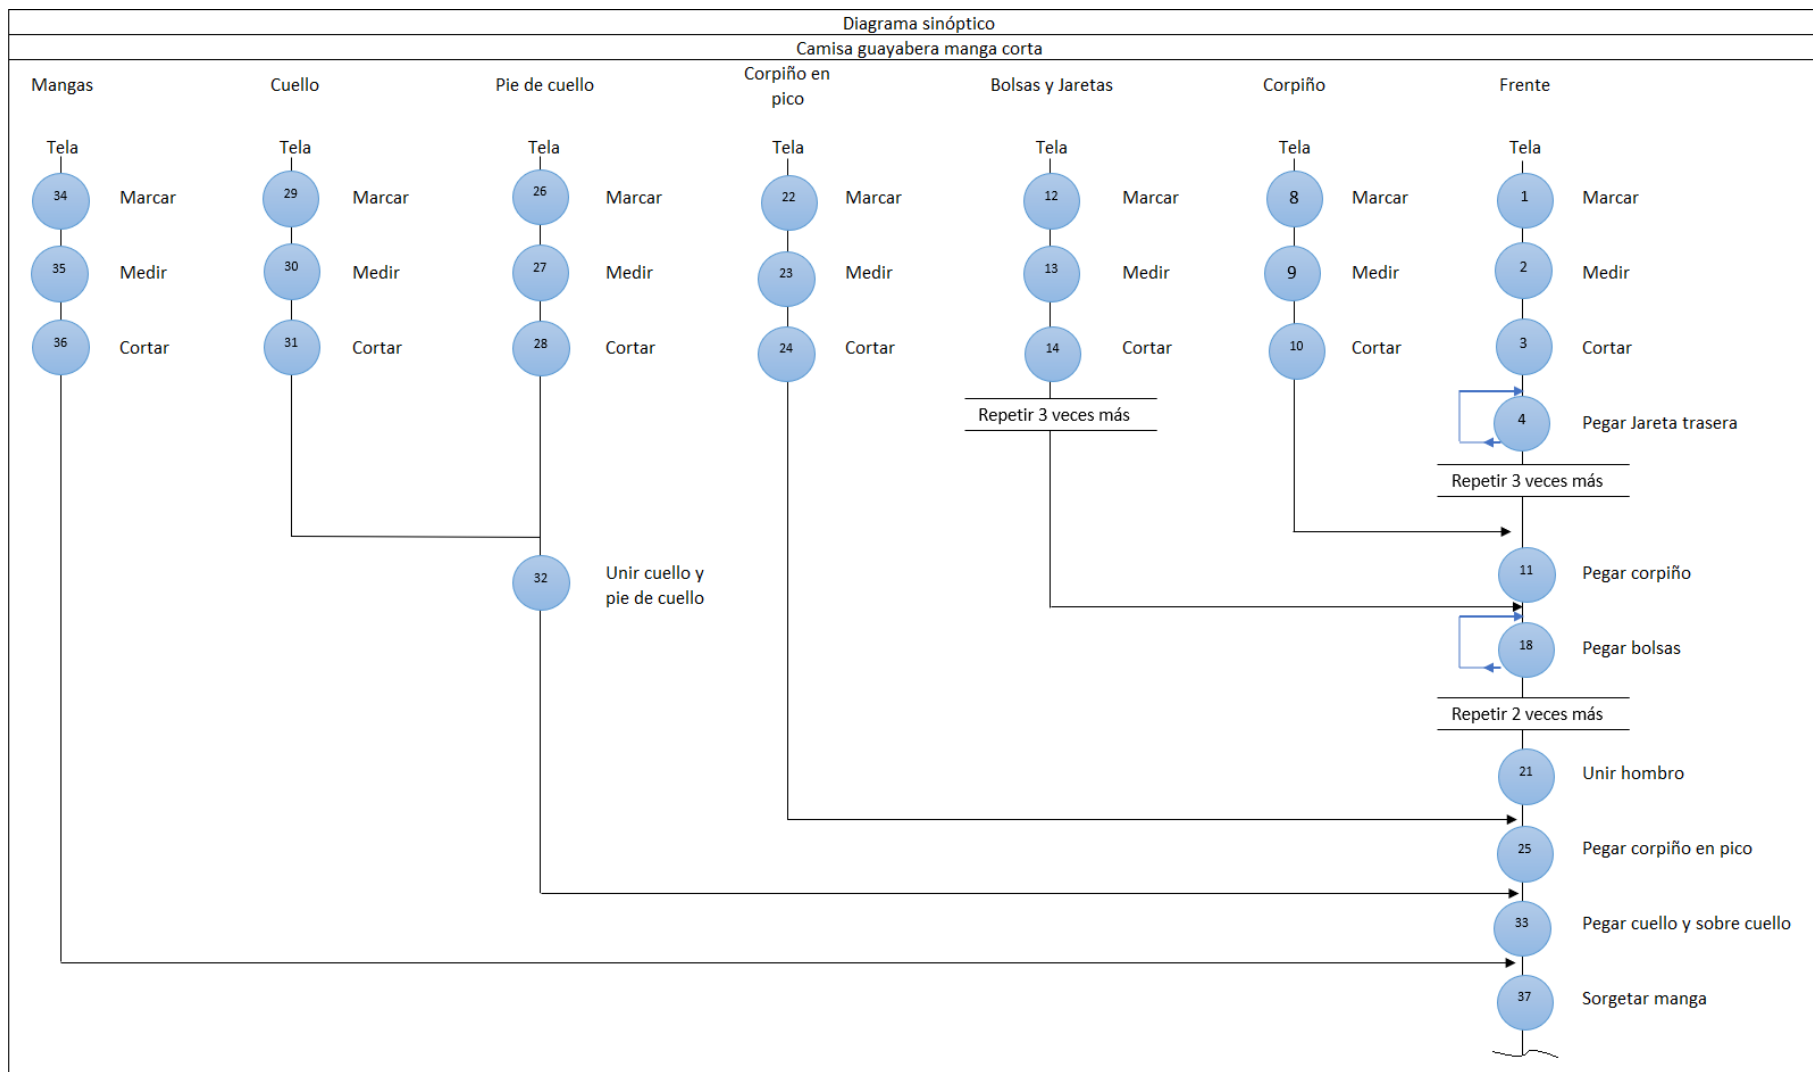 Diagrama sinóptico
Camisa guayabera manga corta
Mangas
Cuello
Pie de cuello
Corpiño en
pico
Bolsas y Jaretas
Corpiño
Frente
Tela
Tela
Tela
Tela
Tela
Tela
Tela
34 Marcar
29 Marcar
26 Marcar
22 Marcar
12 Marcar
8 Marcar
1 Marcar
35 Medir
30 Medir
27 Medir
23 Medir
13 Medir
9 Medir
2 Medir
36 Cortar
31 Cortar
28 Cortar
24 Cortar
14 Cortar
10 Cortar
3 Cortar
Repetir 3 veces más
4 Pegar Jareta trasera
Repetir 3 veces más
32 Unir cuello y
pie de cuello
11 Pegar corpiño
18 Pegar bolsas
Repetir 2 veces más
21 Unir hombro
25 Pegar corpiño en pico
33 Pegar cuello y sobre cuello
37 Sorgetar manga